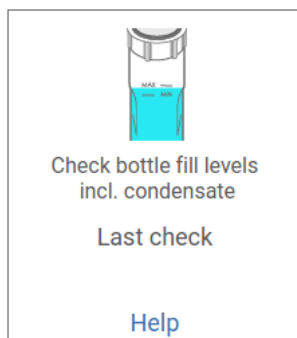 MAX
MIN
Check bottle fill levels
incl. condensate
Last check
Help